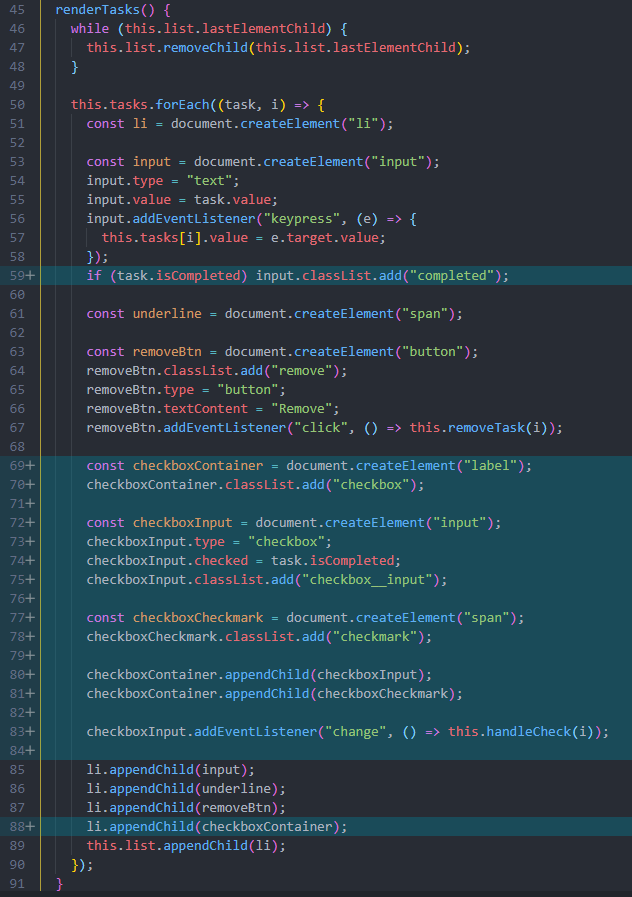 45 renderTasks() {
46 while (this.list.lastElementChild) {
47 this.list.removeChild(this.list.lastElementChild);
48 }
49
50 this.tasks.forEach((task, i) => {
51 const li = document.createElement("li");
52
53 const input = document.createElement("input");
54 input.type = "text";
55 input.value = task.value;
56 input.addEventListener("keypress", (e) => {
57 this.tasks[i].value = e.target.value;
58 });
59+ if (task.isCompleted) input.classList.add("completed");
60
61 const underline = document.createElement("span");
62
63 const removeBtn = document.createElement("button");
64 removeBtn.classList.add("remove");
65 removeBtn.type = "button";
66 removeBtn.textContent = "Remove";
67 removeBtn.addEventListener("click", () => this.removeTask(i));
68
69+ const checkboxContainer = document.createElement("label");
70+ checkboxContainer.classList.add("checkbox");
71+
72+ const checkboxInput = document.createElement("input");
73+ checkboxInput.type = "checkbox";
74+ checkboxInput.checked = task.isCompleted;
75+ checkboxInput.classList.add("checkbox__input");
76+
77+ const checkboxCheckmark = document.createElement("span");
78+ checkboxCheckmark.classList.add("checkmark");
79+
80+ checkboxContainer.appendChild(checkboxInput);
81+ checkboxContainer.appendChild(checkboxCheckmark);
82+
83+ checkboxInput.addEventListener("change", () => this.handleCheck(i));
84+
85 li.appendChild(input);
86 li.appendChild(underline);
87 li.appendChild(removeBtn);
88+ li.appendChild(checkboxContainer);
89 this.list.appendChild(li);
90 });
91 }